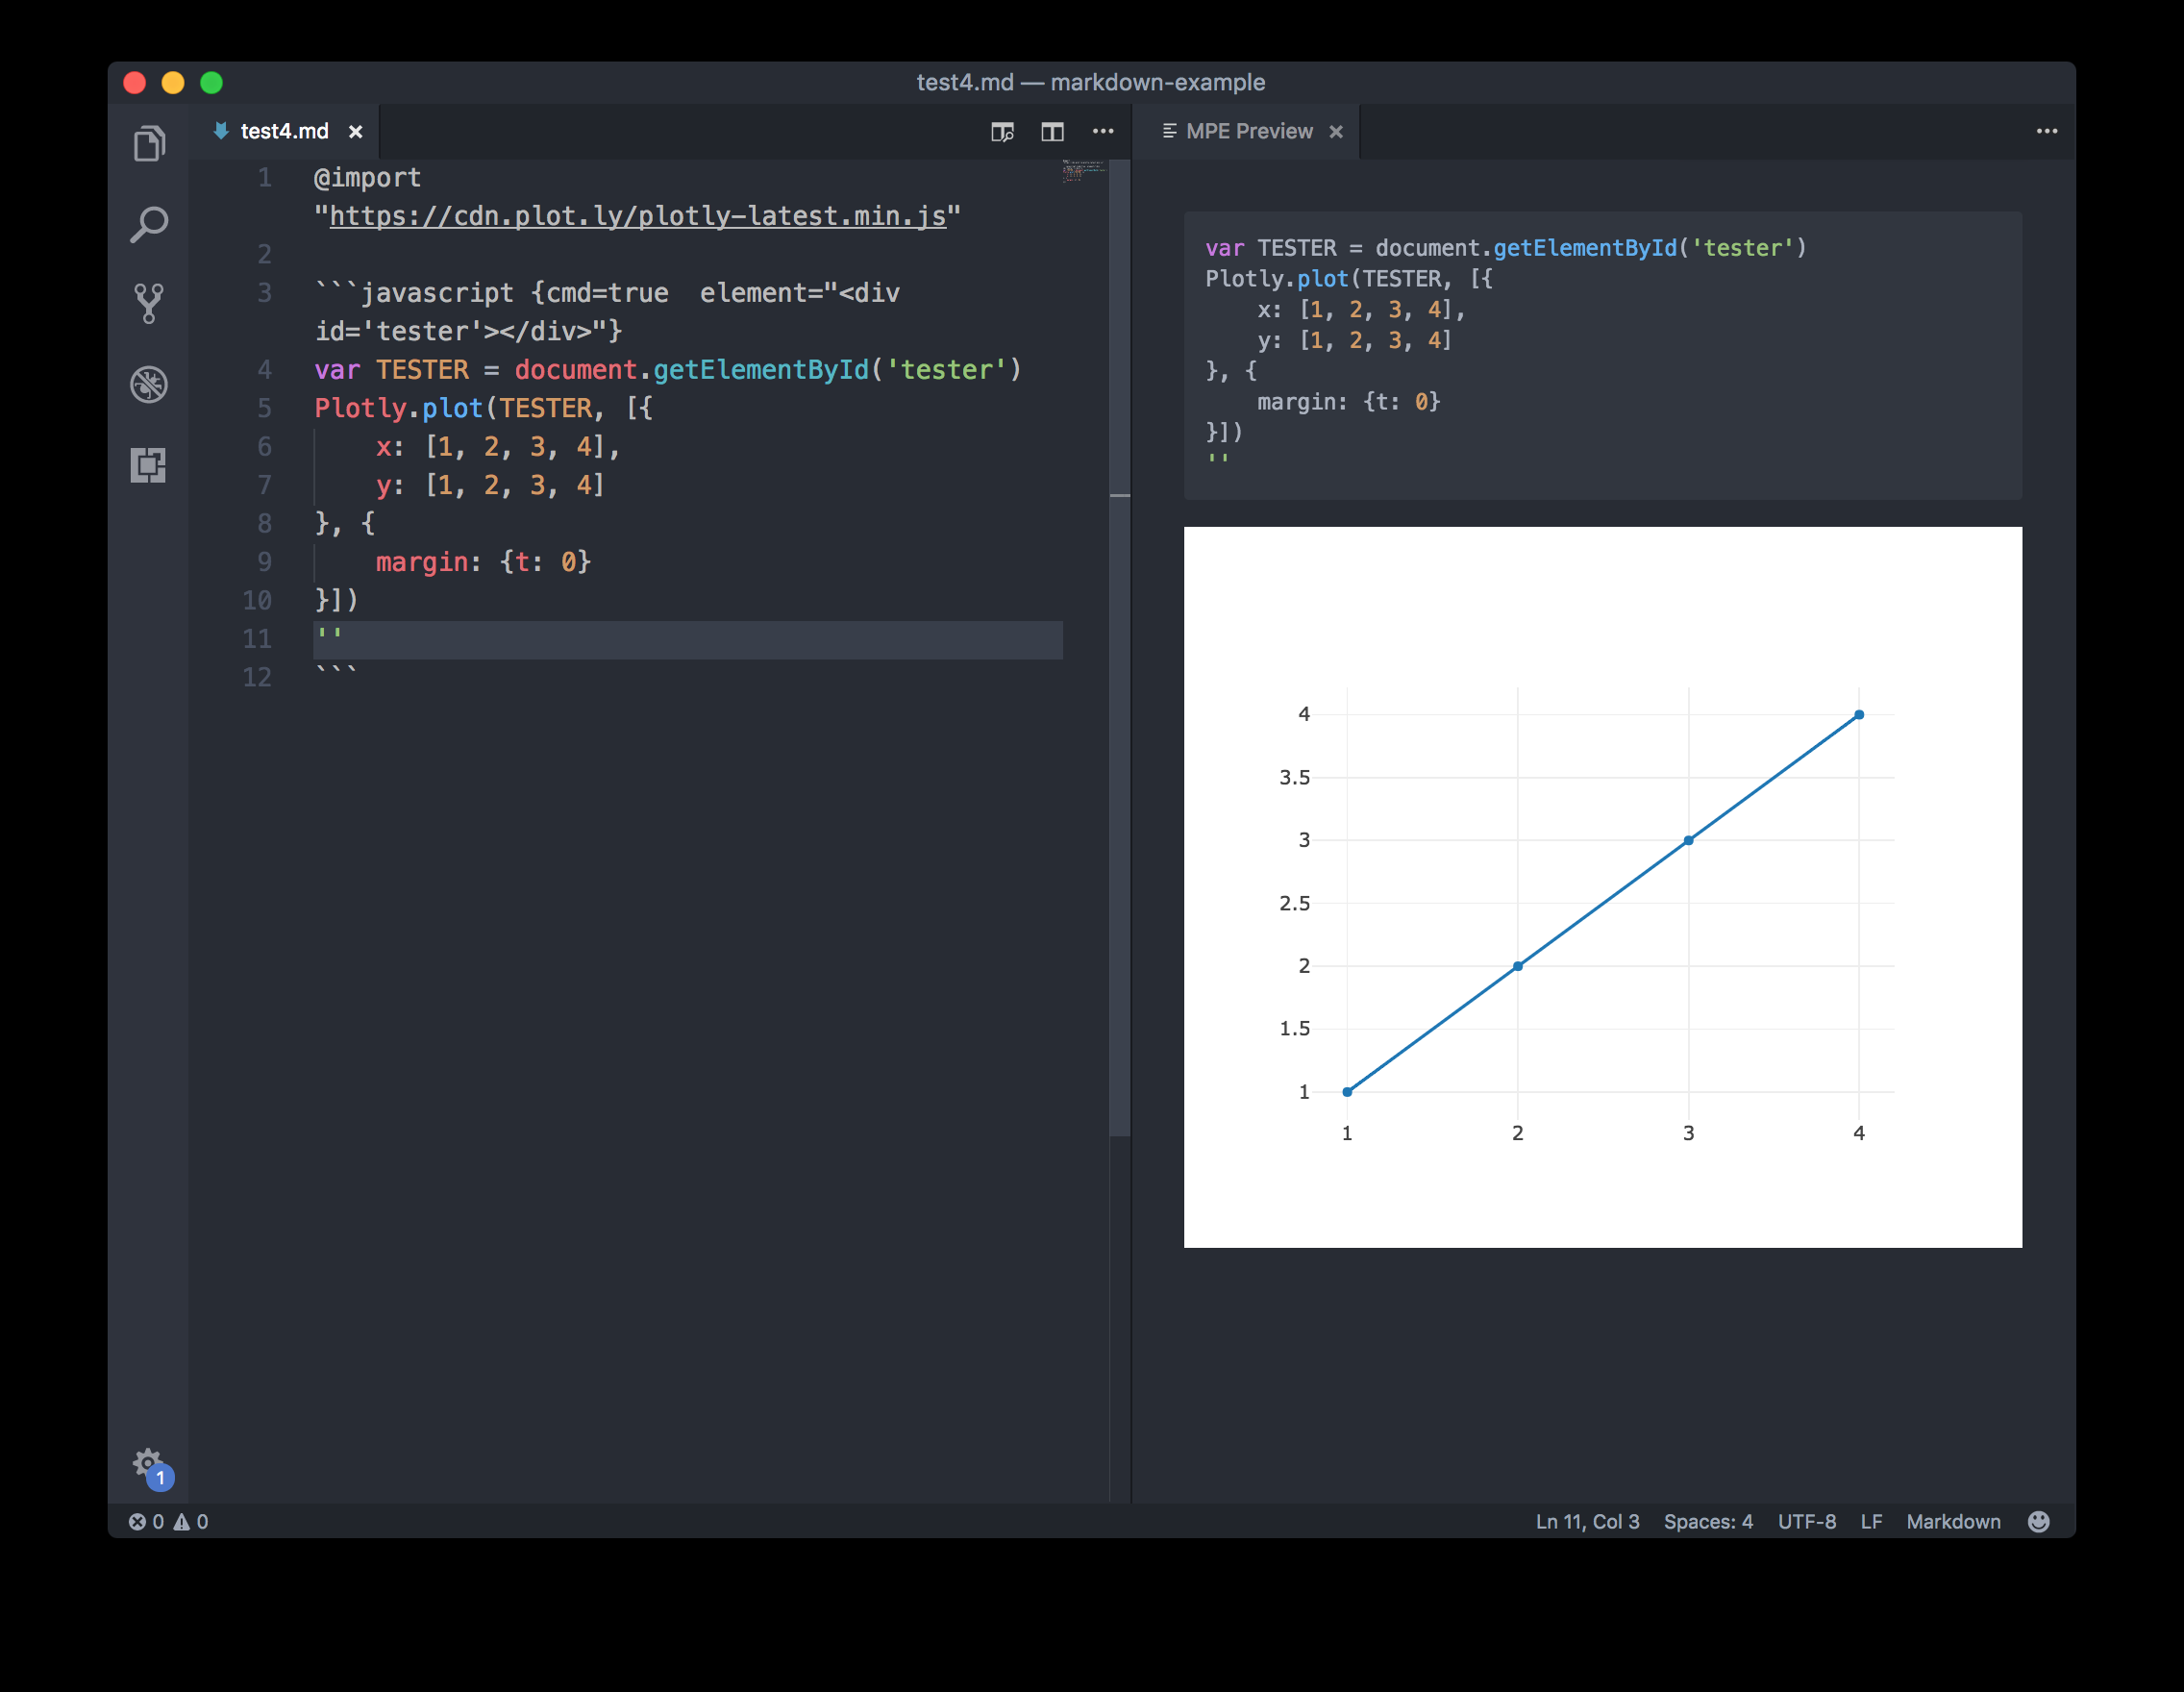 test4.md — markdown-example
test4.md
MPE Preview
1 @import
"https://cdn.plot.ly/plotly-latest.min.js"
2
3 ```javascript {cmd=true  element="<div
id='tester'></div>"}
4 var TESTER = document.getElementById('tester')
5 Plotly.plot(TESTER, [{
6     x: [1, 2, 3, 4],
7     y: [1, 2, 3, 4]
8 }, {
9     margin: {t: 0}
10 }])
11 ''
12 ```
var TESTER = document.getElementById('tester')
Plotly.plot(TESTER, [{
    x: [1, 2, 3, 4],
    y: [1, 2, 3, 4]
}, {
    margin: {t: 0}
}])
''
4
3.5
3
2.5
2
1.5
1
1 2 3 4
1
0 0
Ln 11, Col 3 Spaces: 4 UTF-8 LF Markdown